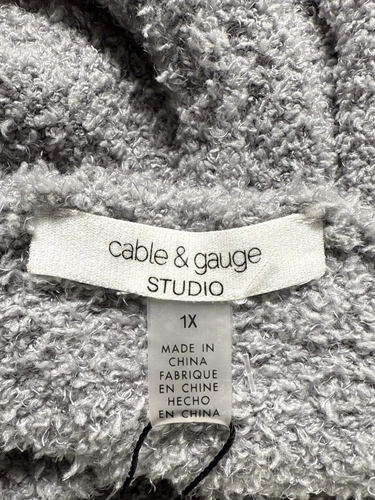 cable & gauge
STUDIO
1X
MADE IN
CHINA
FABRIQUE
EN CHINE
HECHO
EN CHINA